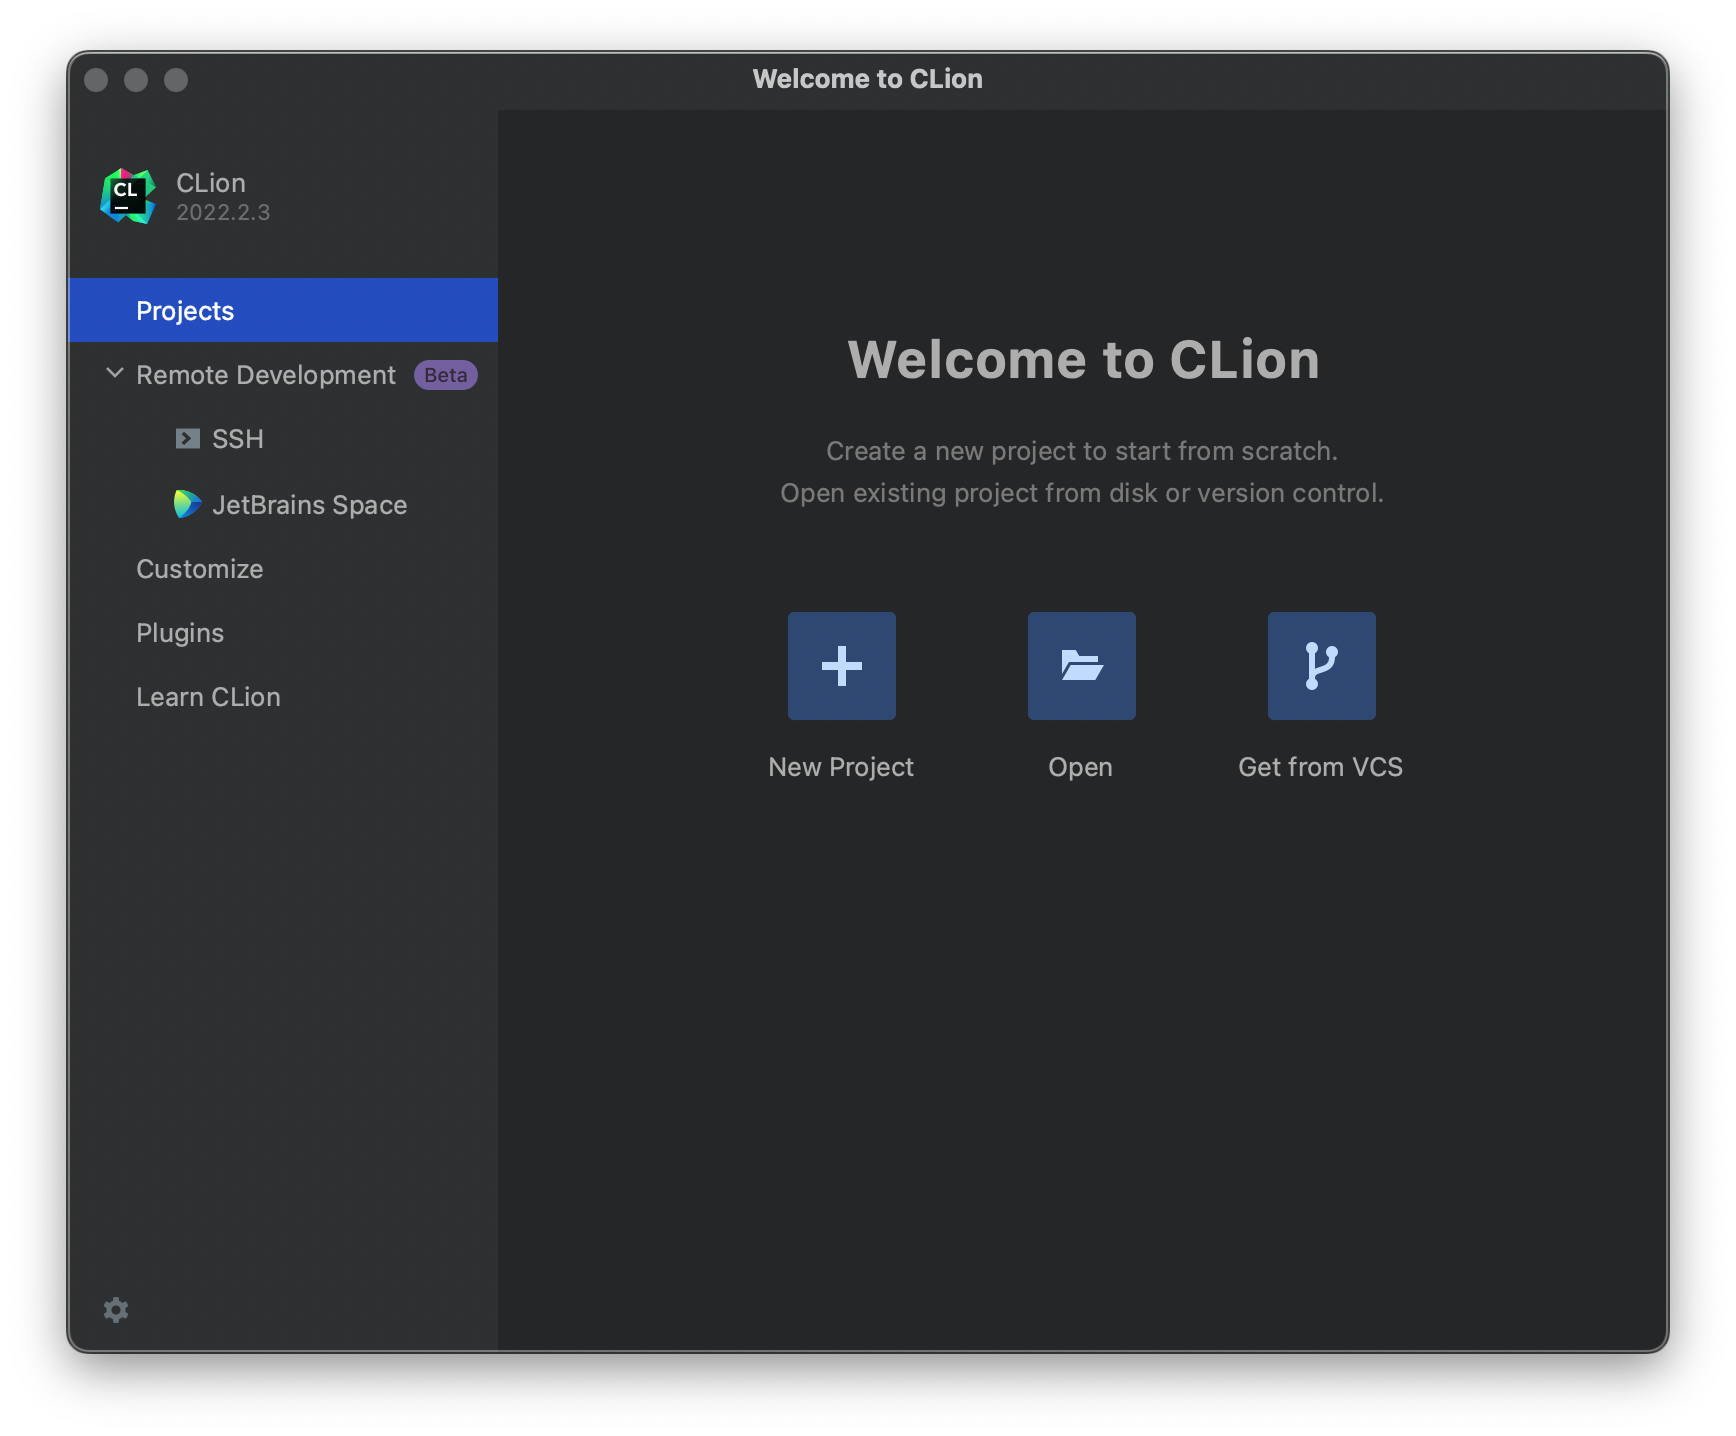 Welcome to CLion
CL
CLion
2022.2.3
Projects
Remote Development Beta
SSH
JetBrains Space
Customize
Plugins
Learn CLion
Welcome to CLion
Create a new project to start from scratch.
Open existing project from disk or version control.
New Project
Open
Get from VCS